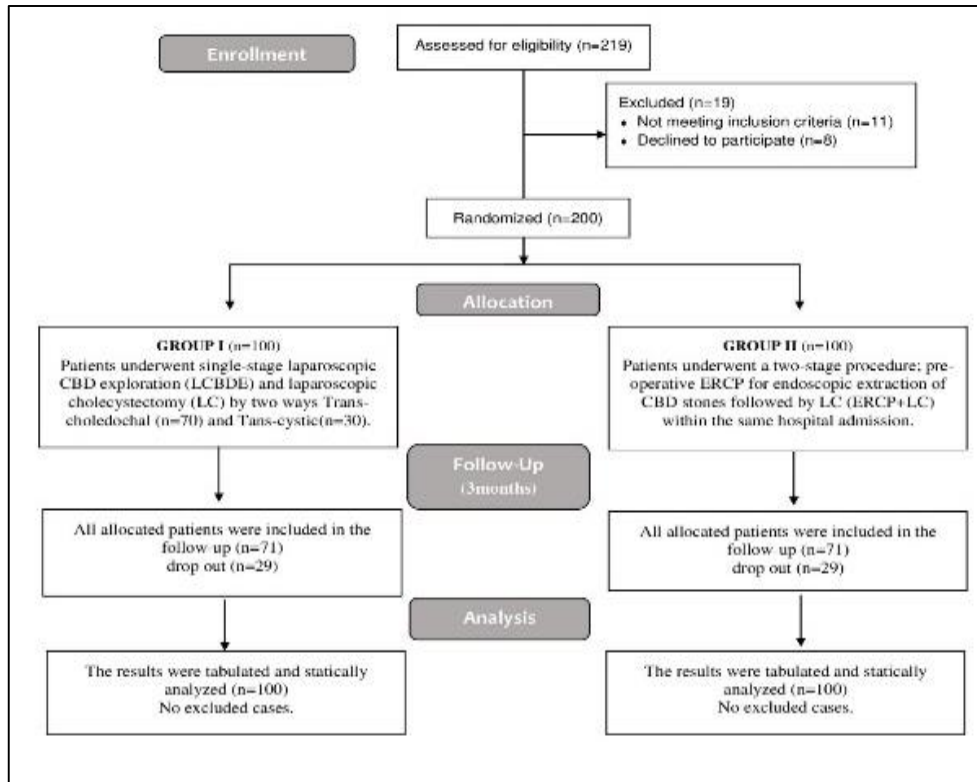 Enrollment
Assessed for eligibility (n=219)
Excluded (n=19)
• Not meeting inclusion criteria (n=11)
• Declined to participate (n=8)
Randomized (n=200)
Allocation
GROUP I (n=100)
Patients underwent single-stage laparoscopic
CBD exploration (LCBDE) and laparoscopic
cholecystectomy (LC) by two ways Trans-
choledochal (n=70) and Tans-cystic(n=30).
GROUP II (n=100)
Patients underwent a two-stage procedure; pre-
operative ERCP for endoscopic extraction of
CBD stones followed by LC (ERCP+LC)
within the same hospital admission.
Follow-Up
(3months)
All allocated patients were included in the
follow up (n=71)
drop out (n=29)
All allocated patients were included in the
follow up (n=71)
drop out (n=29)
Analysis
The results were tabulated and statically
analyzed (n=100)
No excluded cases.
The results were tabulated and statically
analyzed (n=100)
No excluded cases.